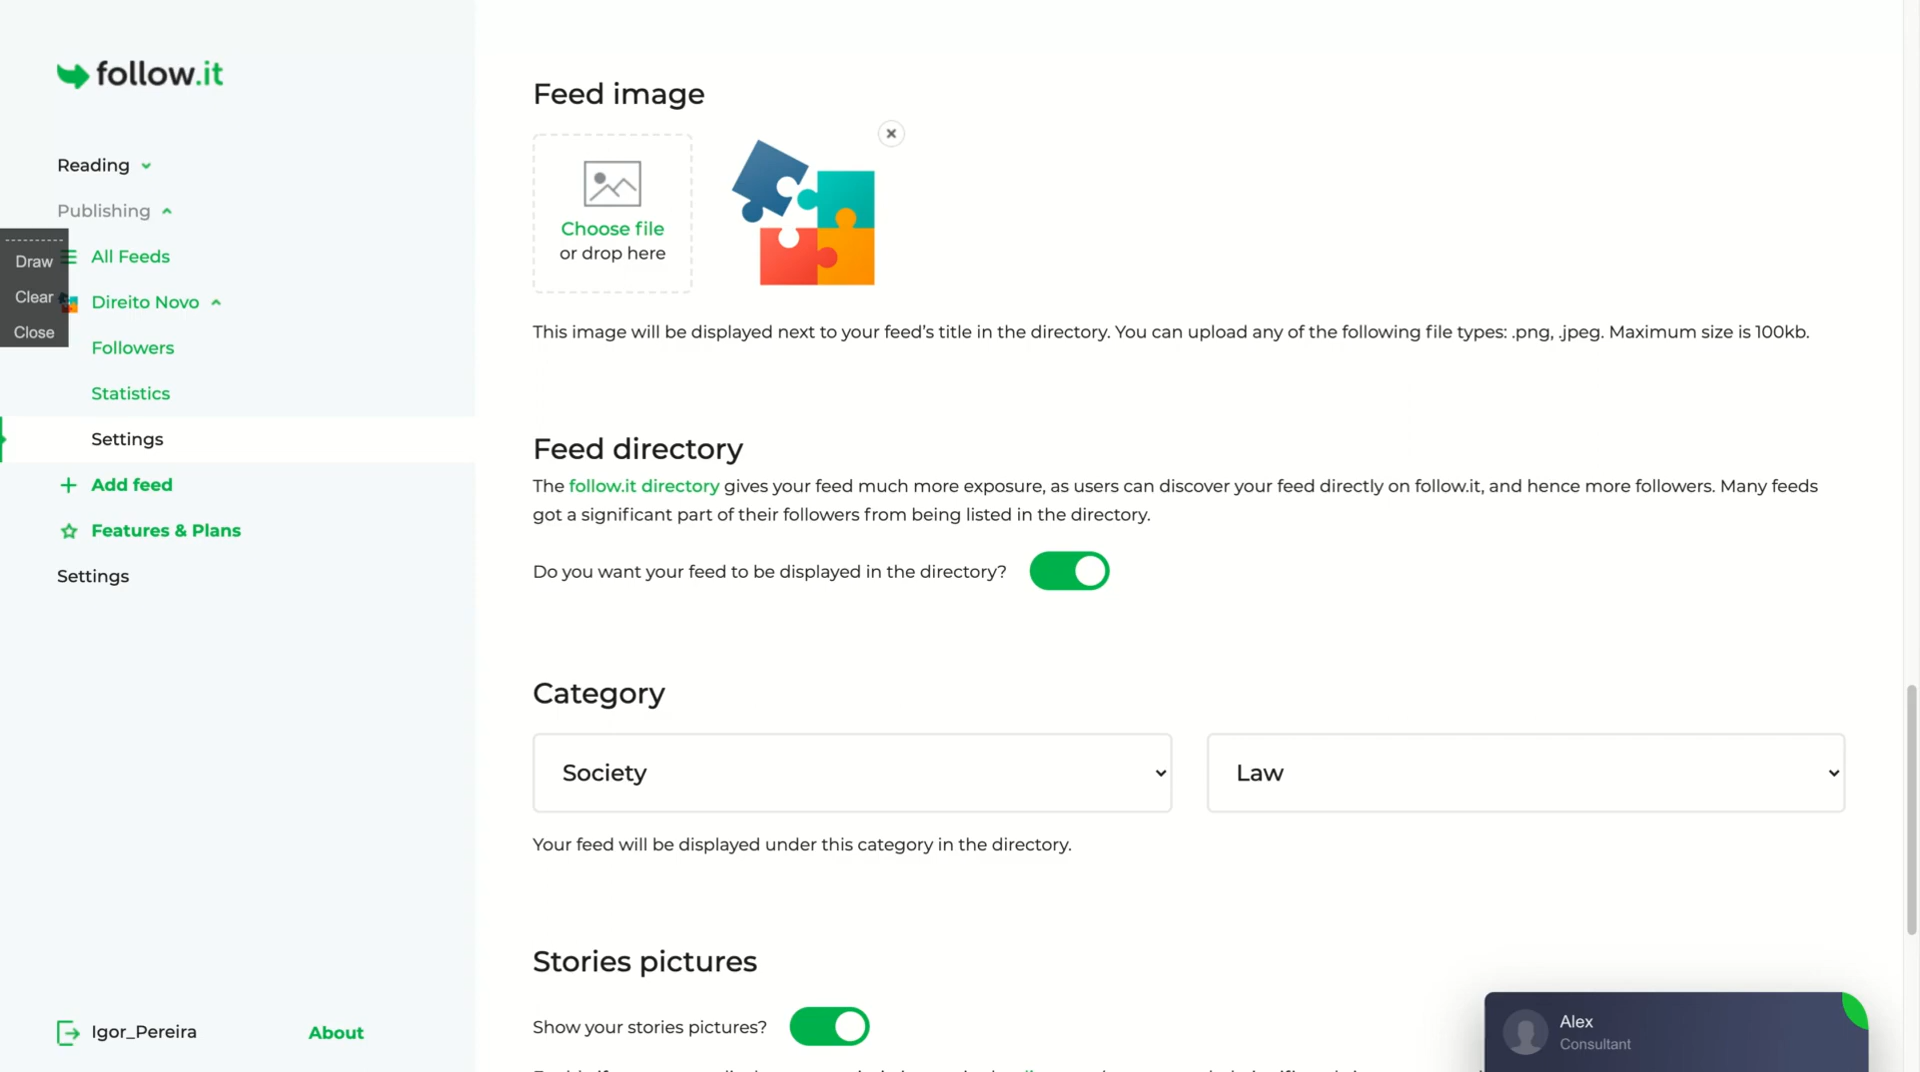 follow.it
Reading
Publishing
All Feeds
Direito Novo
Followers
Statistics
Settings
Add feed
Features & Plans
Settings
Draw
Clear
Close
Igor_Pereira
About
Feed image
Choose file
or drop here
This image will be displayed next to your feed’s title in the directory. You can upload any of the following file types: .png, .jpeg. Maximum size is 100kb.
Feed directory
The follow.it directory gives your feed much more exposure, as users can discover your feed directly on follow.it, and hence more followers. Many feeds
got a significant part of their followers from being listed in the directory.
Do you want your feed to be displayed in the directory?
Category
Society
Law
Your feed will be displayed under this category in the directory.
Stories pictures
Show your stories pictures?
Alex
Consultant